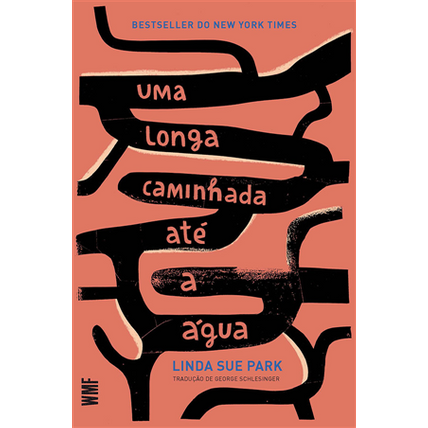 BESTSELLER DO NEW YORK TIMES
UMA
LONGA
CAMINHADA
ATÉ
A
ÁGUA
LINDA SUE PARK
TRADUÇÃO DE GEORGE SCHLESINGER
WMF